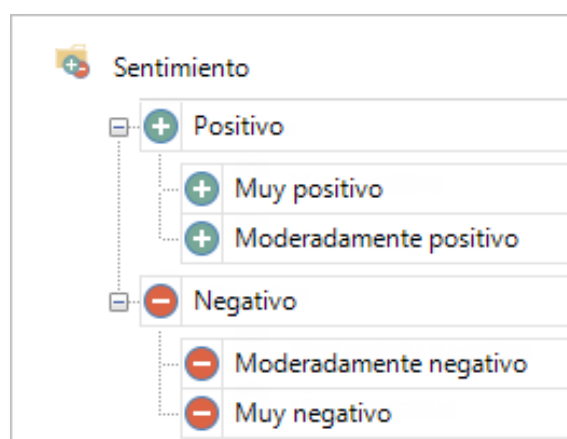 Sentimiento
Positivo
Muy positivo
Moderadamente positivo
Negativo
Moderadamente negativo
Muy negativo